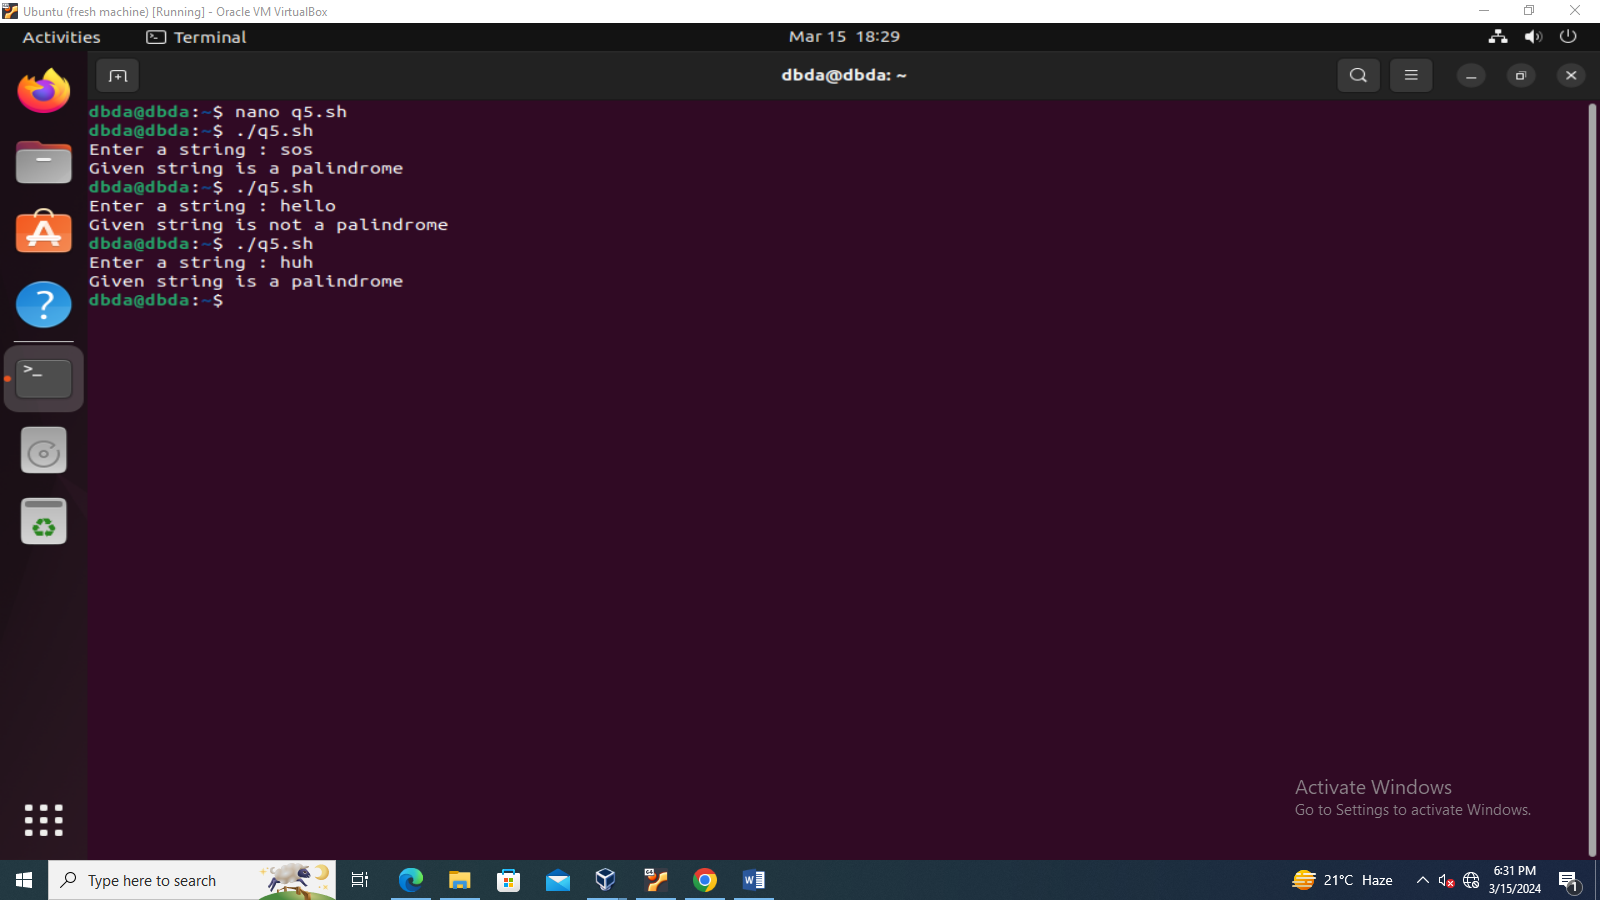 Ubuntu (fresh machine) [Running] - Oracle VM VirtualBox
Activities Terminal Mar 15 18:29
dbda@dbda: ~
dbda@dbda:~$ nano q5.sh
dbda@dbda:~$ ./q5.sh
Enter a string : sos
Given string is a palindrome
dbda@dbda:~$ ./q5.sh
Enter a string : hello
Given string is not a palindrome
dbda@dbda:~$ ./q5.sh
Enter a string : huh
Given string is a palindrome
dbda@dbda:~$
Activate Windows
Go to Settings to activate Windows.
Type here to search
21°C Haze
6:31 PM
3/15/2024
1